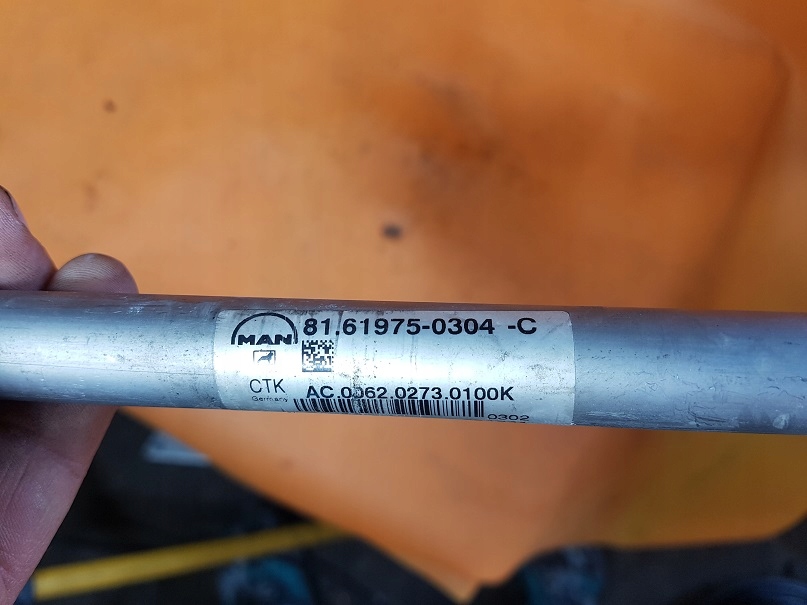 MAN 81.61975-0304 -C
CTK AC.0062.0273.0100K
Germany
0302